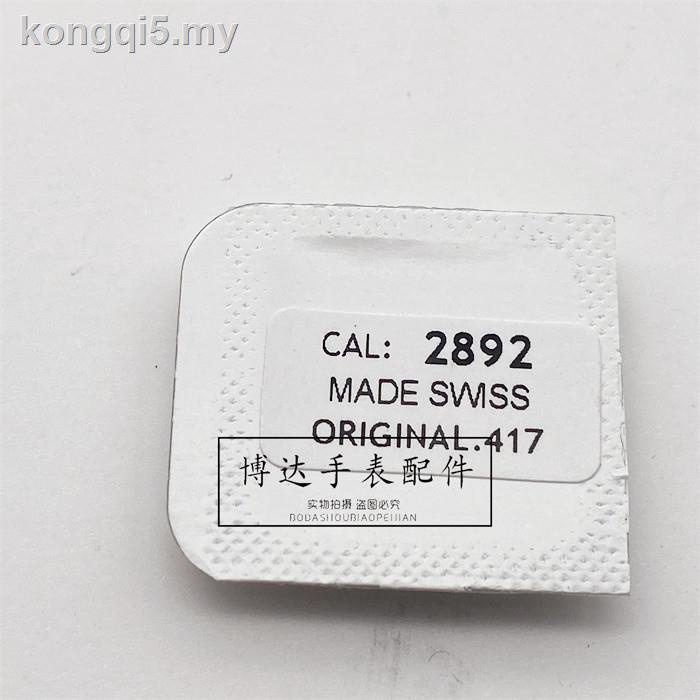 kongqi5.my
CAL: 2892
MADE SWISS
ORIGINAL.417
博达手表配件
实物拍摄 盗图必究
BODASHOUBIAOPEIJIAN